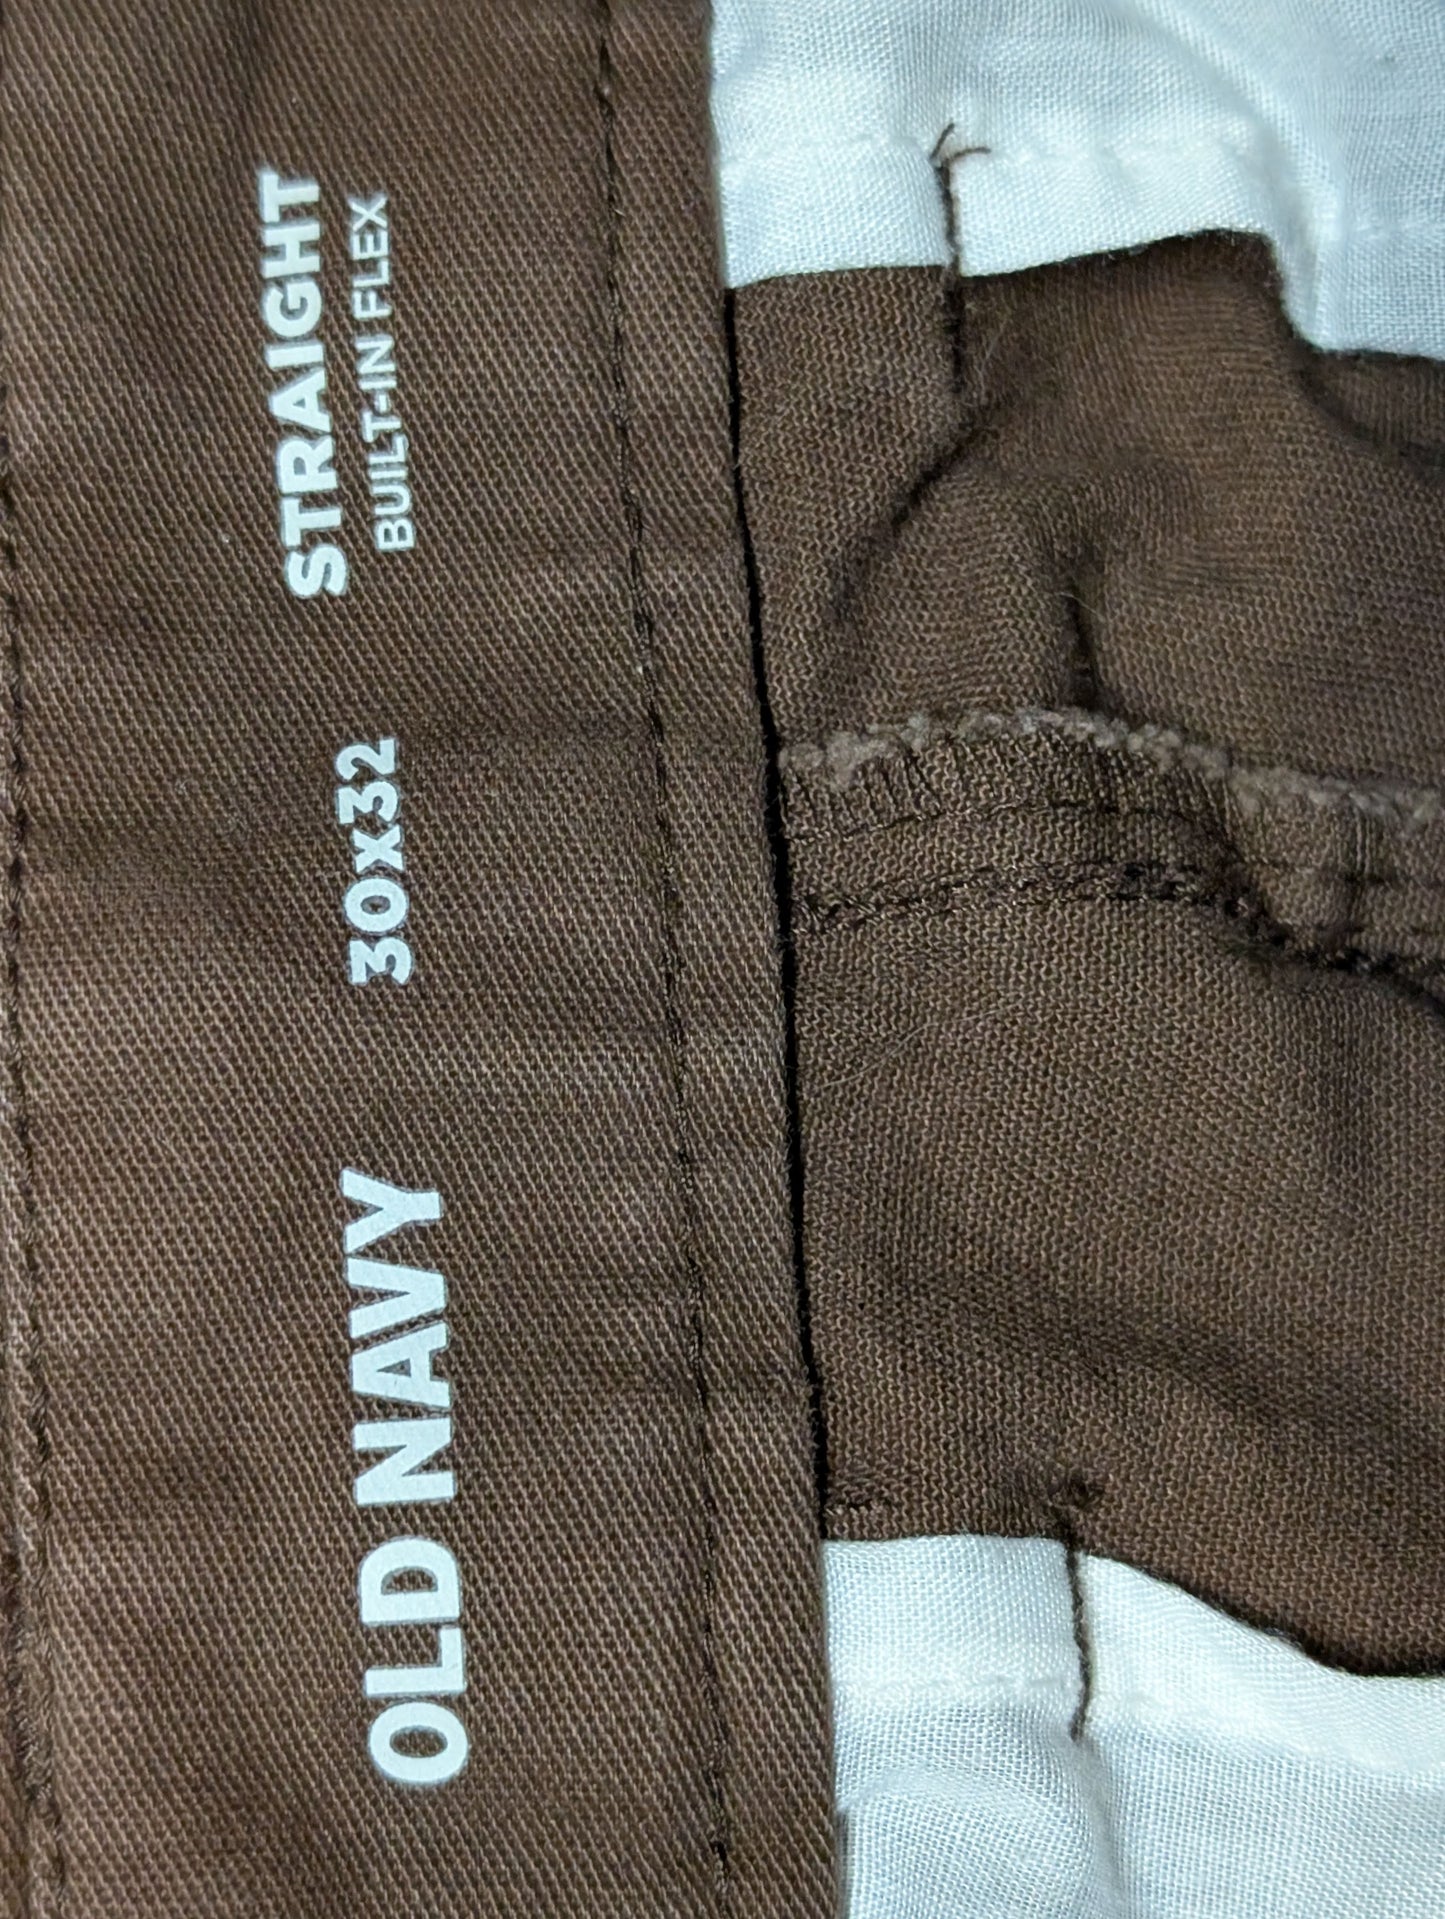 OLD NAVY
30x32
STRAIGHT
BUILT-IN FLEX